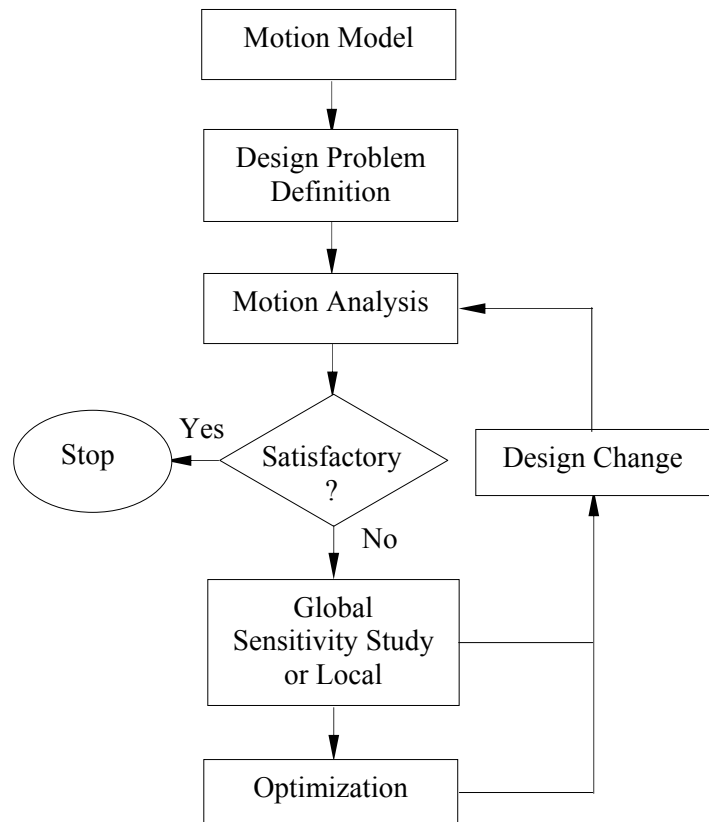 Motion Model
Design Problem
Definition
Motion Analysis
Yes
Stop
Satisfactory
?
Design Change
No
Global
Sensitivity Study
or Local
Optimization